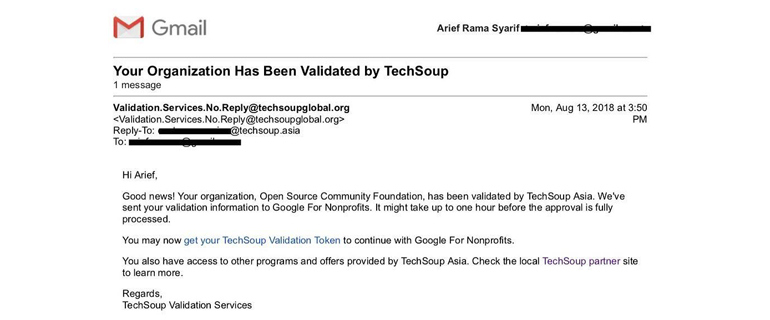 Gmail
Arief Rama Syarif
Your Organization Has Been Validated by TechSoup
1 message
Validation.Services.No.Reply@techsoupglobal.org
Mon, Aug 13, 2018 at 3:50
<Validation.Services.No.Reply@techsoupglobal.org>
PM
Reply-To: @techsoup.asia
To:
Hi Arief,
Good news! Your organization, Open Source Community Foundation, has been validated by TechSoup Asia. We've
sent your validation information to Google For Nonprofits. It might take up to one hour before the approval is fully
processed.
You may now get your TechSoup Validation Token to continue with Google For Nonprofits.
You also have access to other programs and offers provided by TechSoup Asia. Check the local TechSoup partner site
to learn more.
Regards,
TechSoup Validation Services